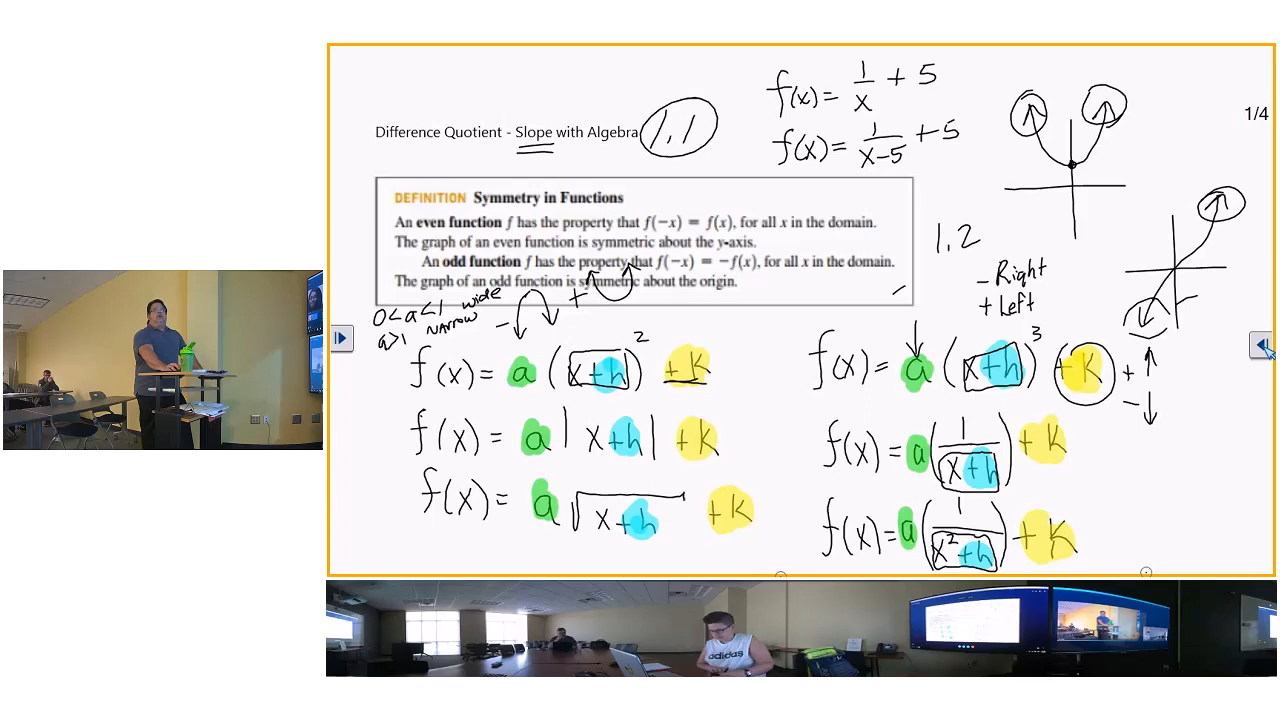 f(x) = 1/x + 5
Difference Quotient - Slope with Algebra 1,1
f(x) = 1/(x-5) + 5
1/4
DEFINITION Symmetry in Functions
An even function f has the property that f(−x) = f(x), for all x in the domain.
The graph of an even function is symmetric about the y-axis.
An odd function f has the property that f(−x) = −f(x), for all x in the domain.
The graph of an odd function is symmetric about the origin.
1.2
- Right
+ Left
0<a<1 wide
a>1 NARROW
- +
f(x) = a (x+h)² + k
f(x) = a |x+h| + k
f(x) = a √(x+h) + k
f(x) = a (x+h)³ + k
+ ↑
- ↓
f(x) = a (1/(x+h)) + k
f(x) = a (1/(x²+h)) + k
adidas